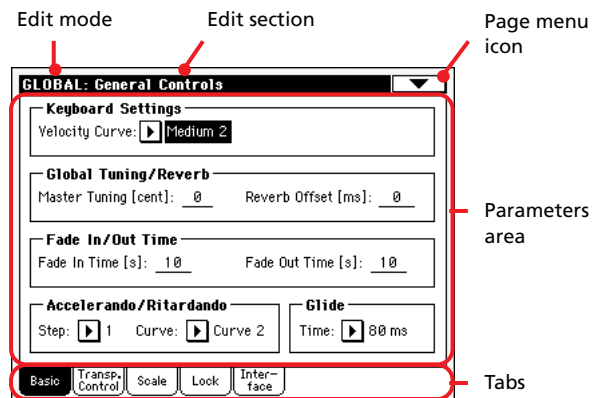 Edit mode
Edit section
Page menu
icon
GLOBAL: General Controls
Keyboard Settings
Velocity Curve: Medium 2
Global Tuning/Reverb
Master Tuning [cent]: 0 Reverb Offset [ms]: 0
Parameters
area
Fade In/Out Time
Fade In Time [s]: 10 Fade Out Time [s]: 10
Accelerando/Ritardando
Glide
Step: 1 Curve: Curve 2 Time: 80 ms
Basic
Transp.
Control
Scale
Lock
Inter-
face
Tabs